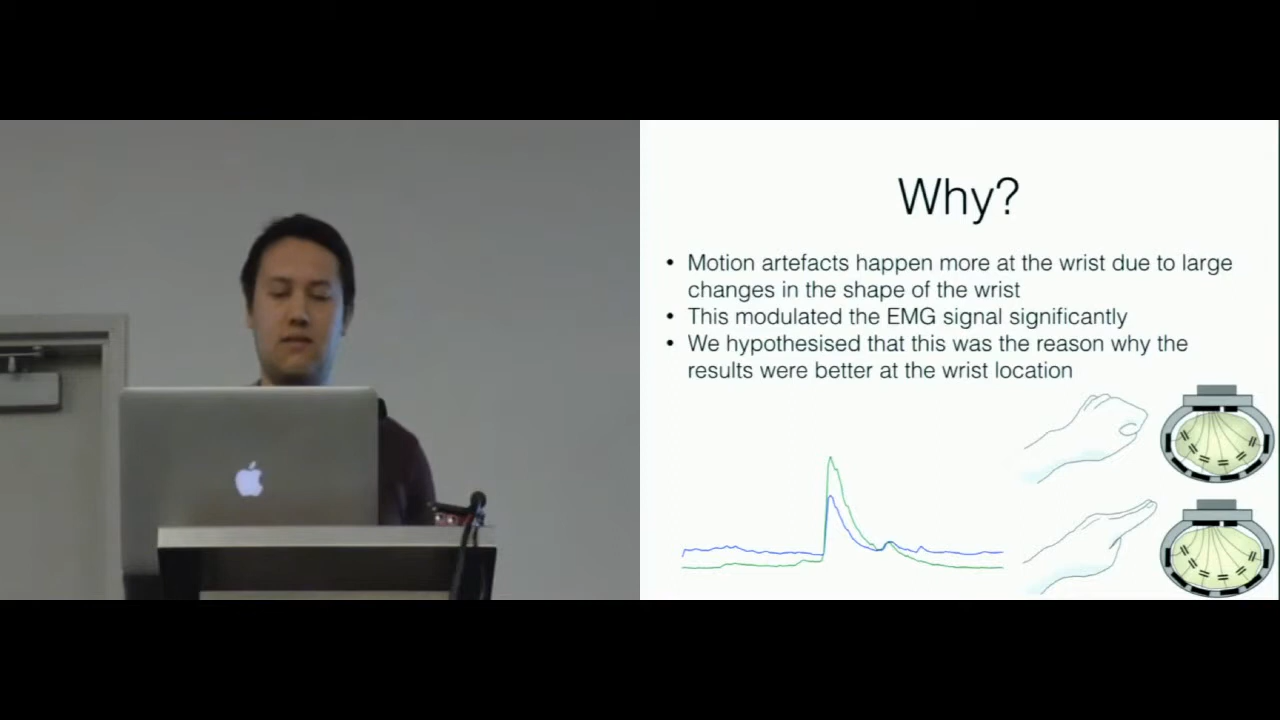 Why?
• Motion artefacts happen more at the wrist due to large
changes in the shape of the wrist
• This modulated the EMG signal significantly
• We hypothesised that this was the reason why the
results were better at the wrist location